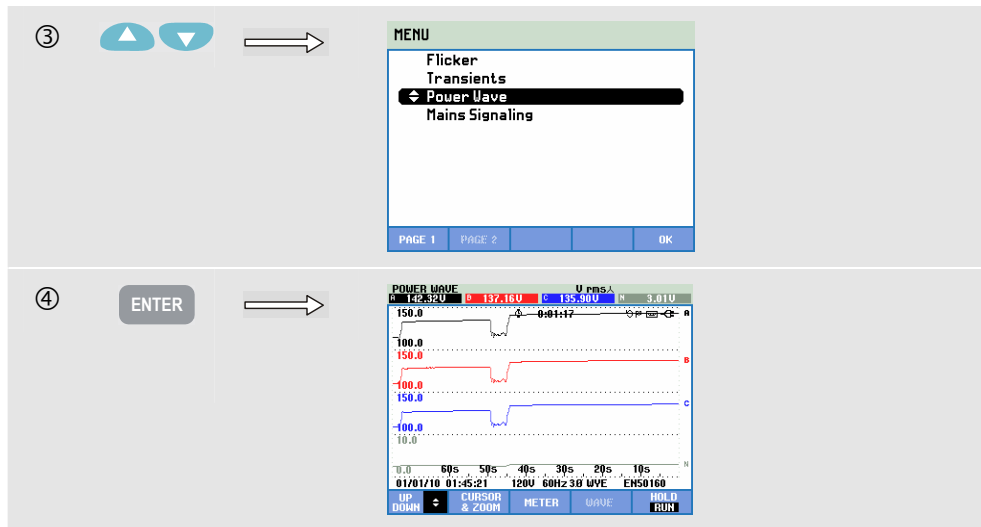 ③
MENU
Flicker
Transients
Power Wave
Mains Signaling
PAGE 1 PAGE 2 OK
④ ENTER
POWER WAVE V rms
A 142.32V B 137.16V C 135.90V N 3.01V
150.0 0:01:17 A
100.0
150.0 B
100.0
150.0 C
100.0
10.0
0.0 60s 50s 40s 30s 20s 10s N
01/01/10 01:45:21 120V 60Hz 3Ø WYE EN50160
UP DOWN CURSOR & ZOOM METER WAVE HOLD RUN